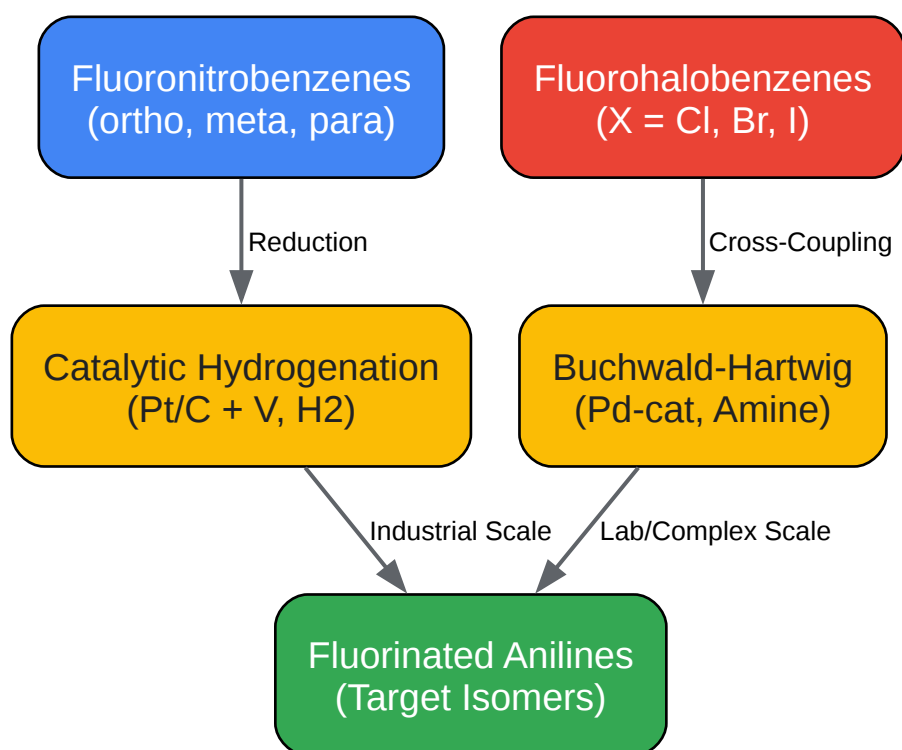 Fluoronitrobenzenes
(ortho, meta, para)
Fluorohalobenzenes
(X = Cl, Br, I)
Reduction
Cross-Coupling
Catalytic Hydrogenation
(Pt/C + V, H2)
Buchwald-Hartwig
(Pd-cat, Amine)
Industrial Scale
Lab/Complex Scale
Fluorinated Anilines
(Target Isomers)